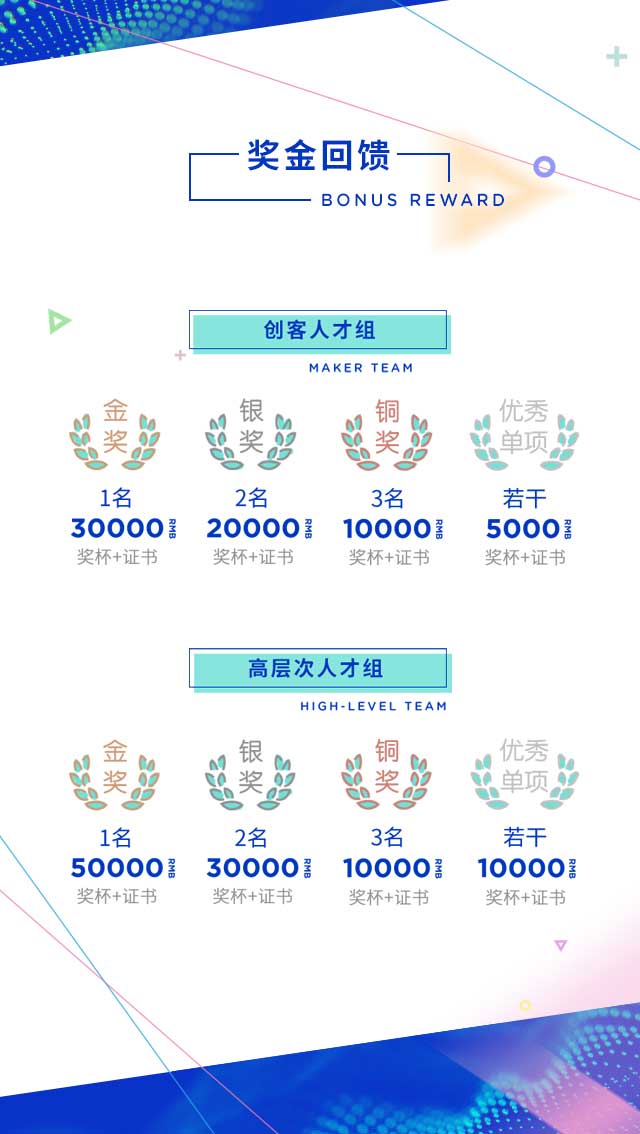 奖金回馈
BONUS REWARD
创客人才组
MAKER TEAM
金奖
1名
30000 RMB
奖杯+证书
银奖
2名
20000 RMB
奖杯+证书
铜奖
3名
10000 RMB
奖杯+证书
优秀单项
若干
5000 RMB
奖杯+证书
高层次人才组
HIGH-LEVEL TEAM
金奖
1名
50000 RMB
奖杯+证书
银奖
2名
30000 RMB
奖杯+证书
铜奖
3名
10000 RMB
奖杯+证书
优秀单项
若干
10000 RMB
奖杯+证书